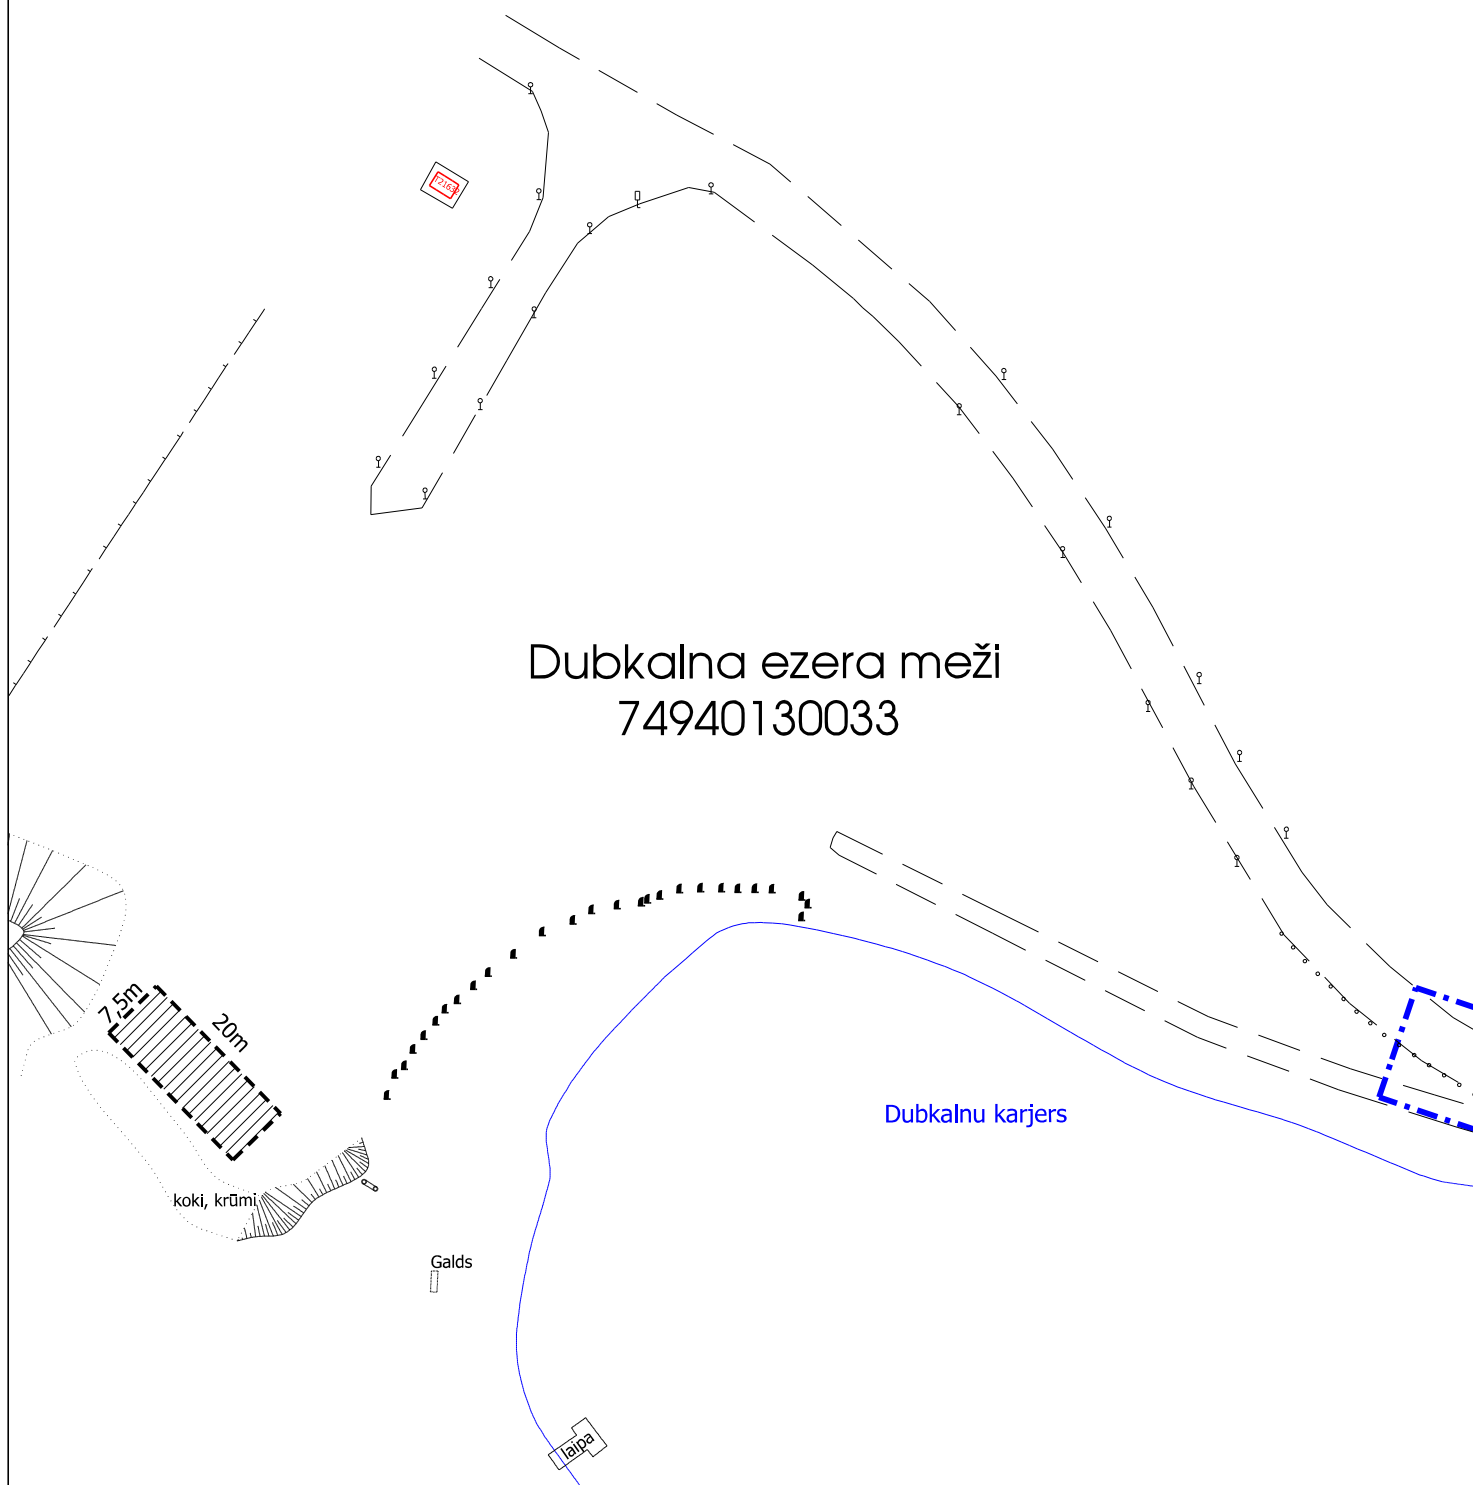 Dubkalna ezera meži
74940130033
7,5m
20m
Dubkalnu karjers
koki, krūmi
Galds
laipa